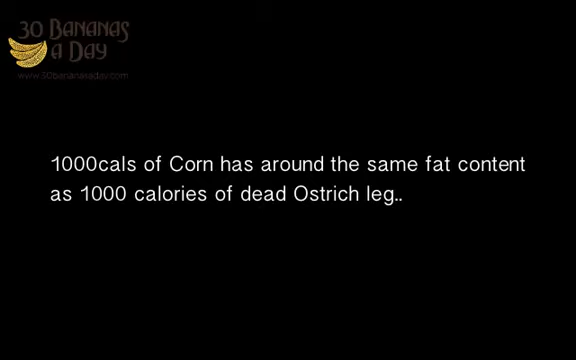 30 BANANAS
A DAY
www.30bananasaday.com
1000cals of Corn has around the same fat content
as 1000 calories of dead Ostrich leg..